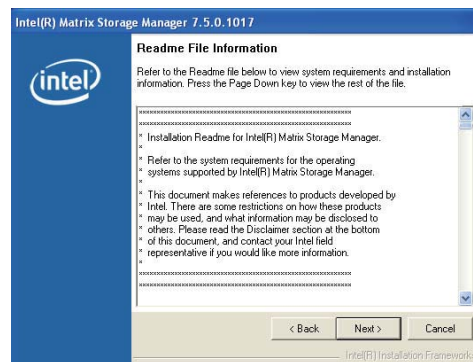 Intel(R) Matrix Storage Manager 7.5.0.1017
intel
Readme File Information
Refer to the Readme file below to view system requirements and installation
information. Press the Page Down key to view the rest of the file.
* Installation Readme for Intel(R) Matrix Storage Manager.
*
* Refer to the system requirements for the operating
* systems supported by Intel(R) Matrix Storage Manager.
*
* This document makes references to products developed by
* Intel. There are some restrictions on how these products
* may be used, and what information may be disclosed to
* others. Please read the Disclaimer section at the bottom
* of this document, and contact your Intel field
* representative if you would like more information.
*
< Back
Next >
Cancel
Intel(R) Installation Framework